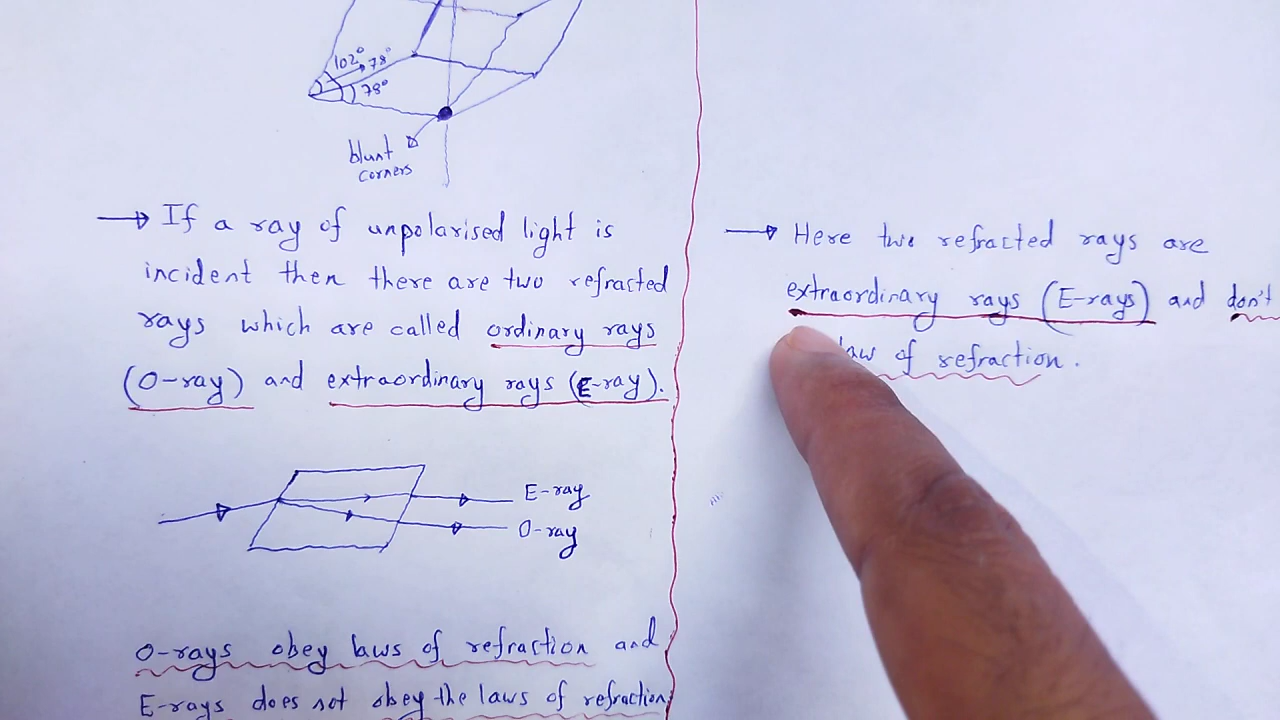 102°
78°
78°
blunt
corners
→ If a ray of unpolarised light is
incident then there are two refracted
rays which are called ordinary rays
(O-ray) and extraordinary rays (E-ray).
E-ray
O-ray
O-rays obey laws of refraction and
E-rays does not obey the laws of refraction
→ Here two refracted rays are
extraordinary rays (E-rays) and don't
law of refraction.